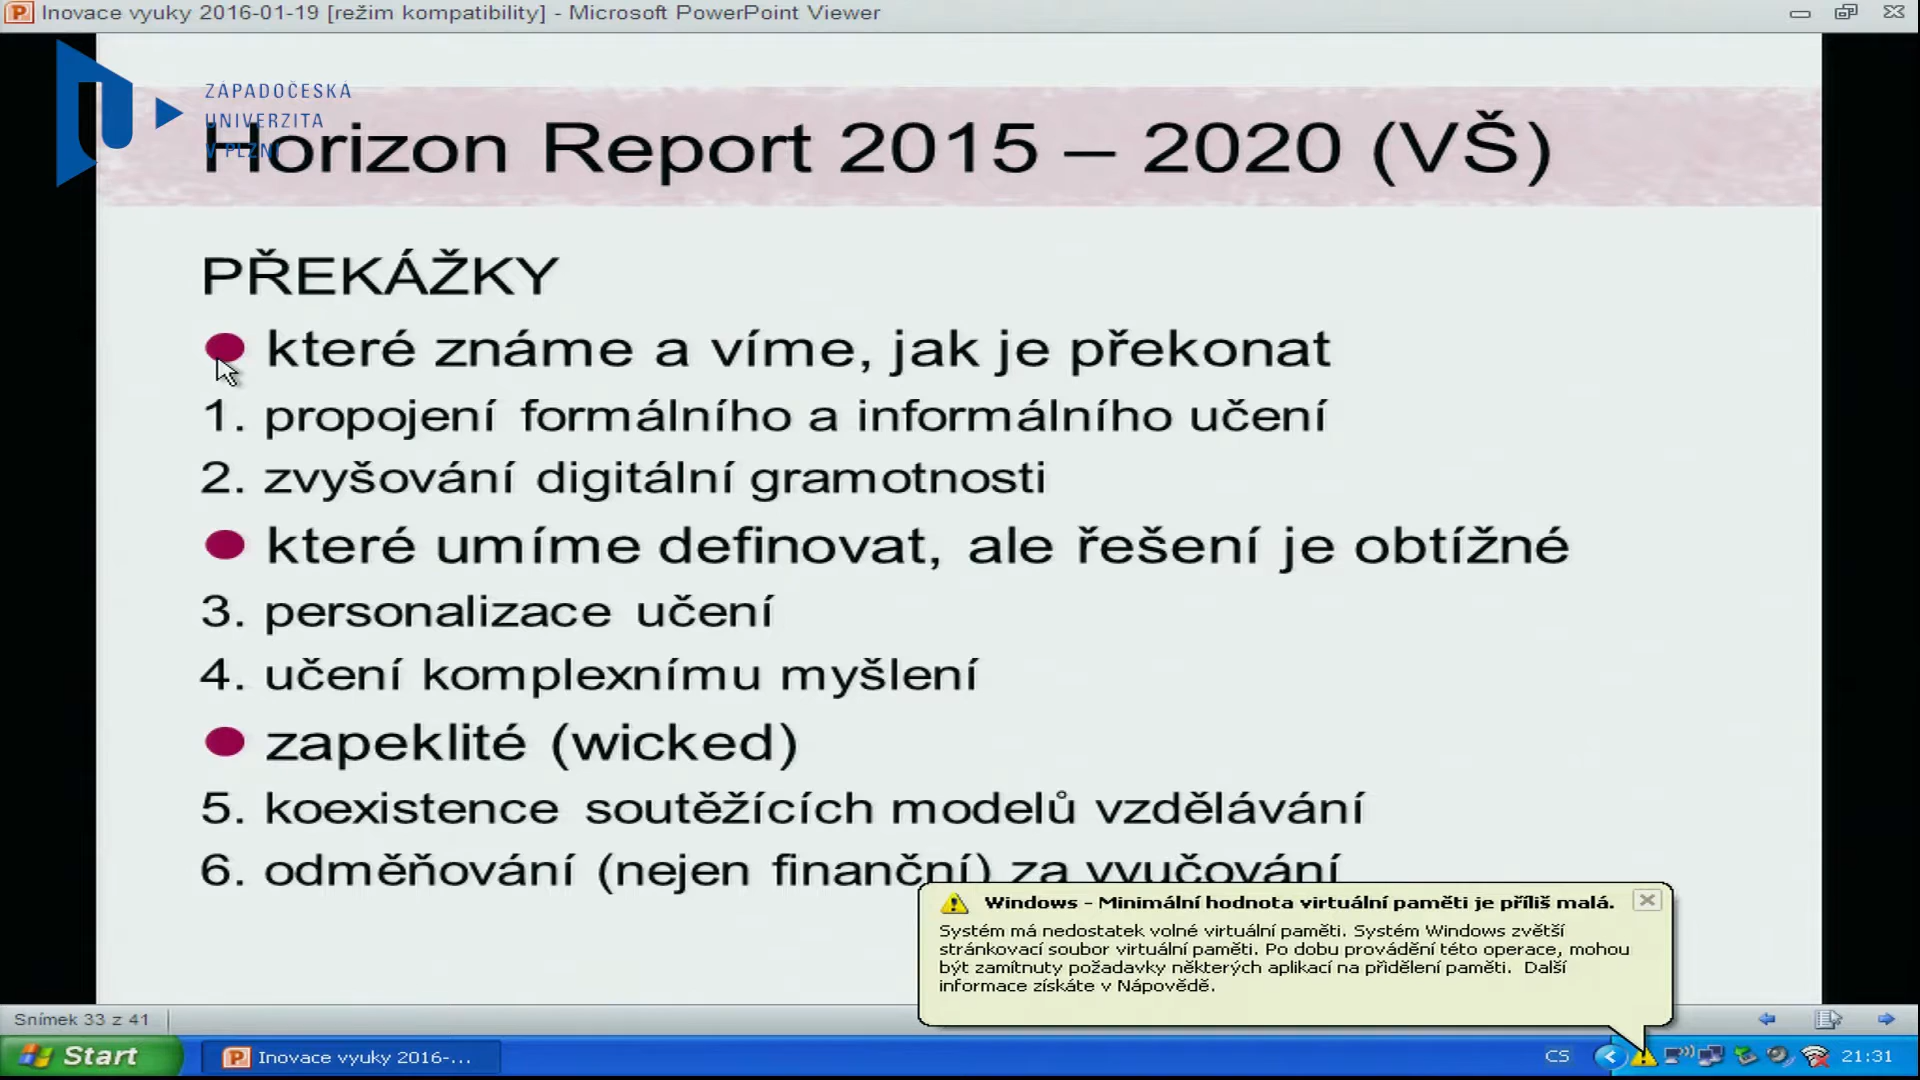 Inovace vyuky 2016-01-19 [režim kompatibility] - Microsoft PowerPoint Viewer
ZÁPADOČESKÁ
UNIVERZITA
V PLZNI
Horizon Report 2015 – 2020 (VŠ)
PŘEKÁŽKY
které známe a víme, jak je překonat
1. propojení formálního a informálního učení
2. zvyšování digitální gramotnosti
které umíme definovat, ale řešení je obtížné
3. personalizace učení
4. učení komplexnímu myšlení
zapeklité (wicked)
5. koexistence soutěžících modelů vzdělávání
6. odměňování (nejen finanční) za vyučování
Windows - Minimální hodnota virtuální paměti je příliš malá.
Systém má nedostatek volné virtuální paměti. Systém Windows zvětší
stránkovací soubor virtuální paměti. Po dobu provádění této operace, mohou
být zamítnuty požadavky některých aplikací na přidělení paměti. Další
informace získáte v Nápovědě.
Snímek 33 z 41
Start
Inovace vyuky 2016-...
CS
21:31